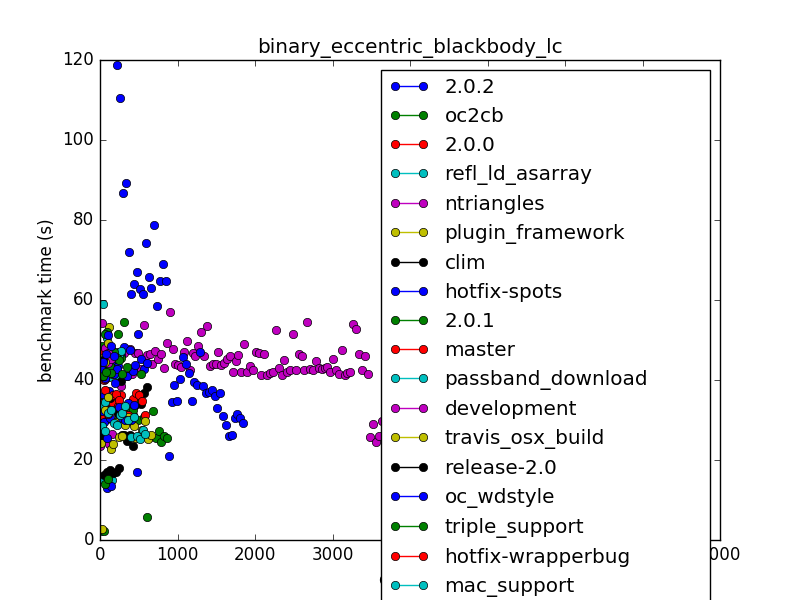 binary_eccentric_blackbody_lc
120
100
80
60
40
20
0
benchmark time (s)
0 1000 2000 3000 000
2.0.2
oc2cb
2.0.0
refl_ld_asarray
ntriangles
plugin_framework
clim
hotfix-spots
2.0.1
master
passband_download
development
travis_osx_build
release-2.0
oc_wdstyle
triple_support
hotfix-wrapperbug
mac_support